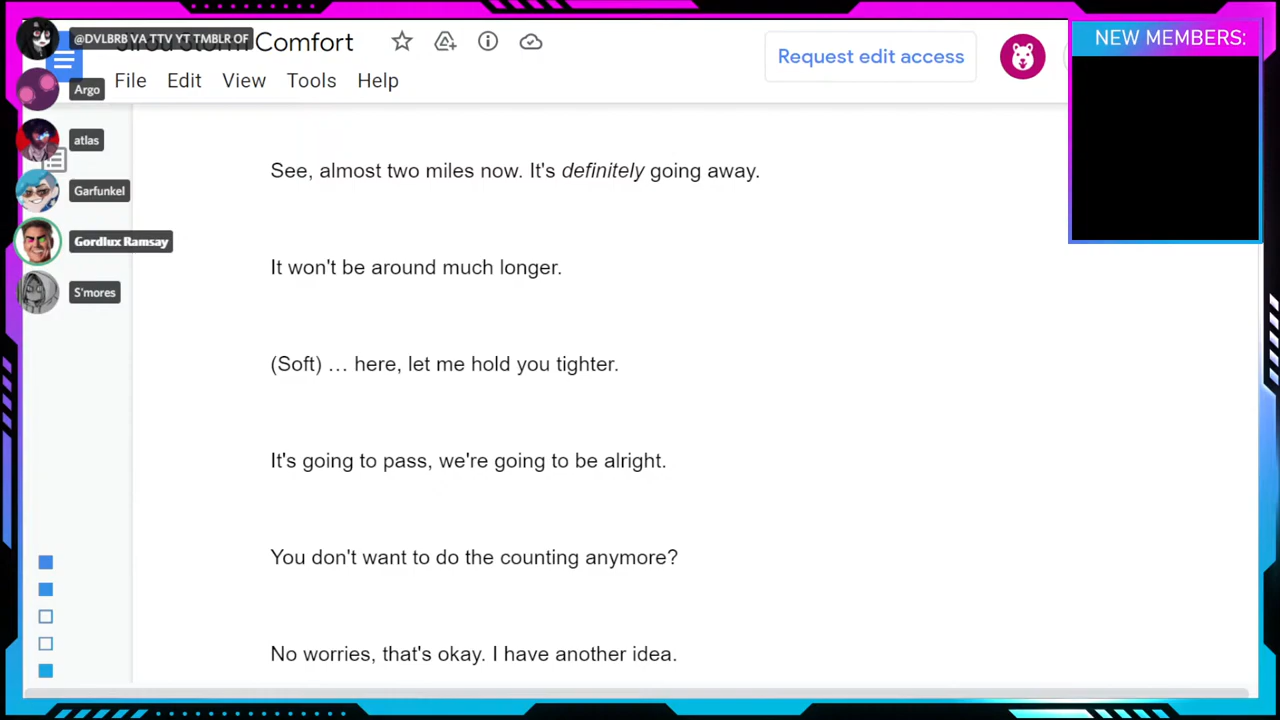 @DVLBRB VA TTV YT TMBLR OF
Comfort
NEW MEMBERS:
Request edit access
File Edit View Tools Help
Argo
atlas
Garfunkel
Gordlux Ramsay
S'mores
See, almost two miles now. It's definitely going away.
It won't be around much longer.
(Soft) … here, let me hold you tighter.
It's going to pass, we're going to be alright.
You don't want to do the counting anymore?
No worries, that's okay. I have another idea.